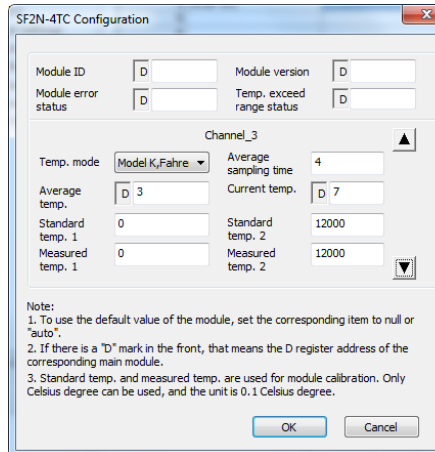 SF2N-4TC Configuration
x
Module ID D Module version D
Module error status D Temp. exceed range status D
Channel_3
Temp. mode Model K,Fahre Average sampling time 4
Average temp. D 3 Current temp. D 7
Standard temp. 1 0 Standard temp. 2 12000
Measured temp. 1 0 Measured temp. 2 12000
Note:
1. To use the default value of the module, set the corresponding item to null or
"auto".
2. If there is a "D" mark in the front, that means the D register address of the
corresponding main module.
3. Standard temp. and measured temp. are used for module calibration. Only
Celsius degree can be used, and the unit is 0.1 Celsius degree.
OK Cancel